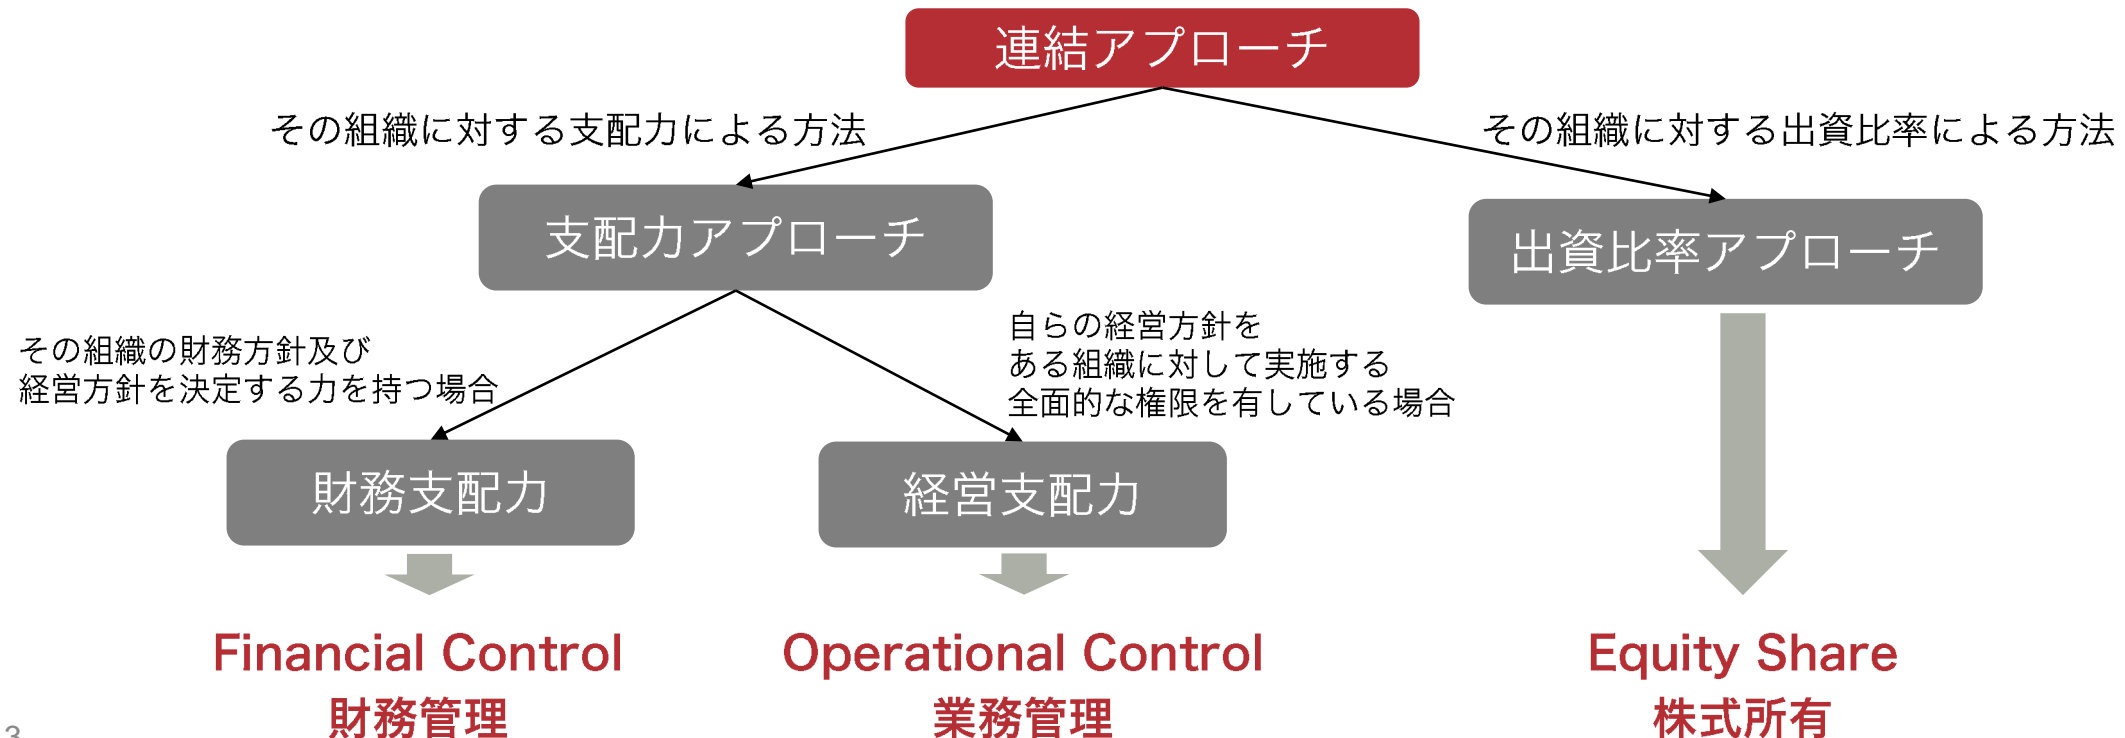 連結アプローチ
その組織に対する支配力による方法
その組織に対する出資比率による方法
支配力アプローチ
出資比率アプローチ
その組織の財務方針及び
経営方針を決定する力を持つ場合
自らの経営方針を
ある組織に対して実施する
全面的な権限を有している場合
財務支配力
経営支配力
Financial Control
財務管理
Operational Control
業務管理
Equity Share
株式所有
3